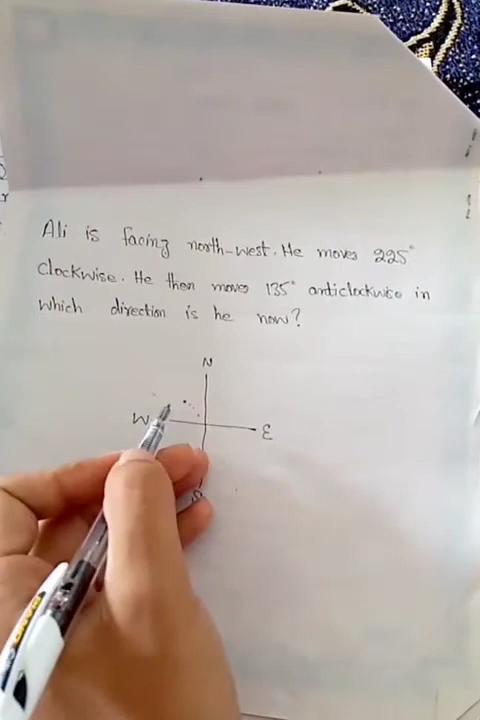 Ali is facing north-west. He moves 225°
clockwise. He then moves 135° anticlockwise in
which direction is he now?
N
W
E
S